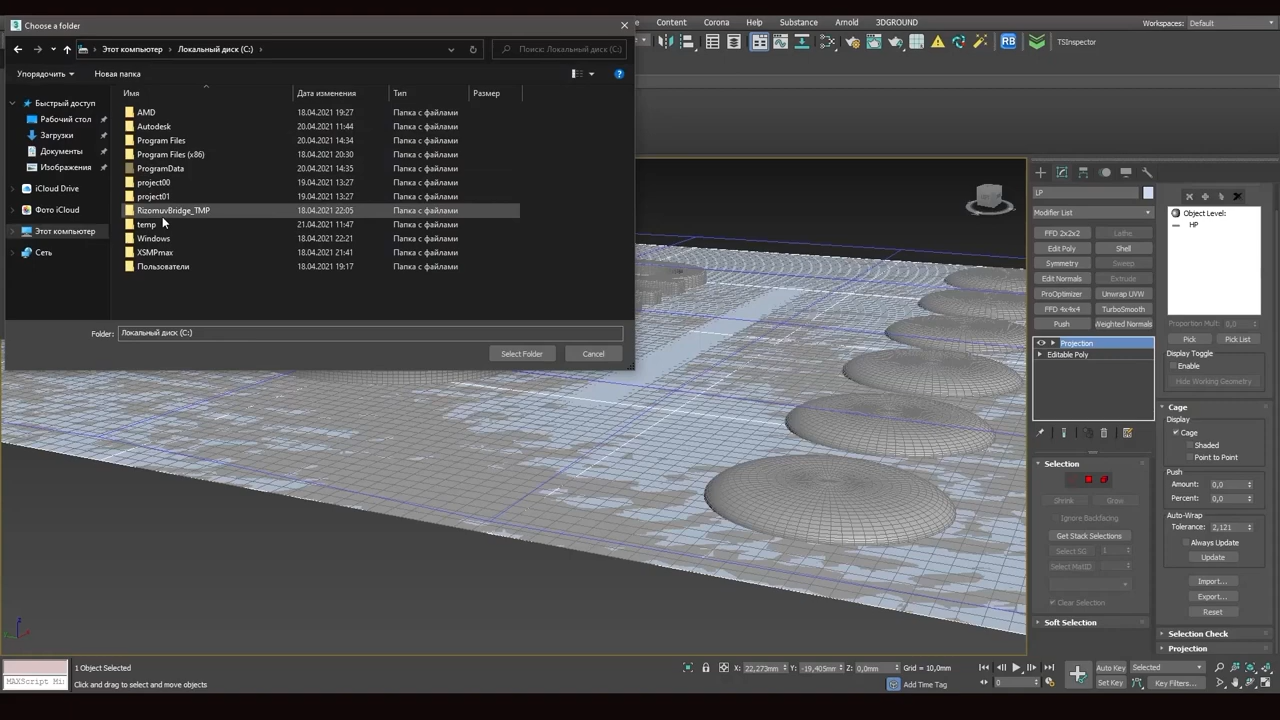 Choose a folder
Content Corona Help Substance Arnold 3DGROUND
Workspaces: Default
Этот компьютер Локальный диск (C:)
Поиск: Локальный диск (C:)
RB TSInspector
Упорядочить Новая папка
Имя Дата изменения Тип Размер
Быстрый доступ
Рабочий стол
Загрузки
Документы
Изображения
iCloud Drive
Фото iCloud
Этот компьютер
Сеть
AMD 18.04.2021 19:27 Папка с файлами
Autodesk 20.04.2021 11:44 Папка с файлами
Program Files 20.04.2021 14:34 Папка с файлами
Program Files (x86) 18.04.2021 20:30 Папка с файлами
ProgramData 20.04.2021 14:35 Папка с файлами
project00 19.04.2021 13:27 Папка с файлами
project01 19.04.2021 13:27 Папка с файлами
RizomuvBridge_TMP 18.04.2021 22:05 Папка с файлами
temp 21.04.2021 11:47 Папка с файлами
Windows 18.04.2021 22:21 Папка с файлами
XSMPmax 18.04.2021 21:41 Папка с файлами
Пользователи 18.04.2021 19:17 Папка с файлами
Folder: Локальный диск (C:)
Select Folder Cancel
LP
Modifier List
FFD 2x2x2 Lathe
Edit Poly Shell
Symmetry Sweep
Edit Normals Extrude
ProOptimizer Unwrap UVW
FFD 4x4x4 TurboSmooth
Push Weighted Normals
Projection
Editable Poly
Selection
Shrink Grow
Ignore Backfacing
Get Stack Selections
Select SG 1
Select MatID
Clear Selection
Soft Selection
Object Level:
HP
Proportion Mult: 0,0
Pick Pick List
Display Toggle
Enable
Hide Working Geometry
Cage
Display
Cage
Shaded
Point to Point
Push
Amount: 0,0
Percent: 0,0
Auto-Wrap
Tolerance: 2,121
Always Update
Update
Import...
Export...
Reset
Selection Check
Projection
1 Object Selected
X: 22,273mm Y: -19,405mm Z: 0,0mm Grid = 10,0mm
Auto Key Selected
MAXScript Mi:
Click and drag to select and move objects
Add Time Tag
0
Set Key Key Filters...